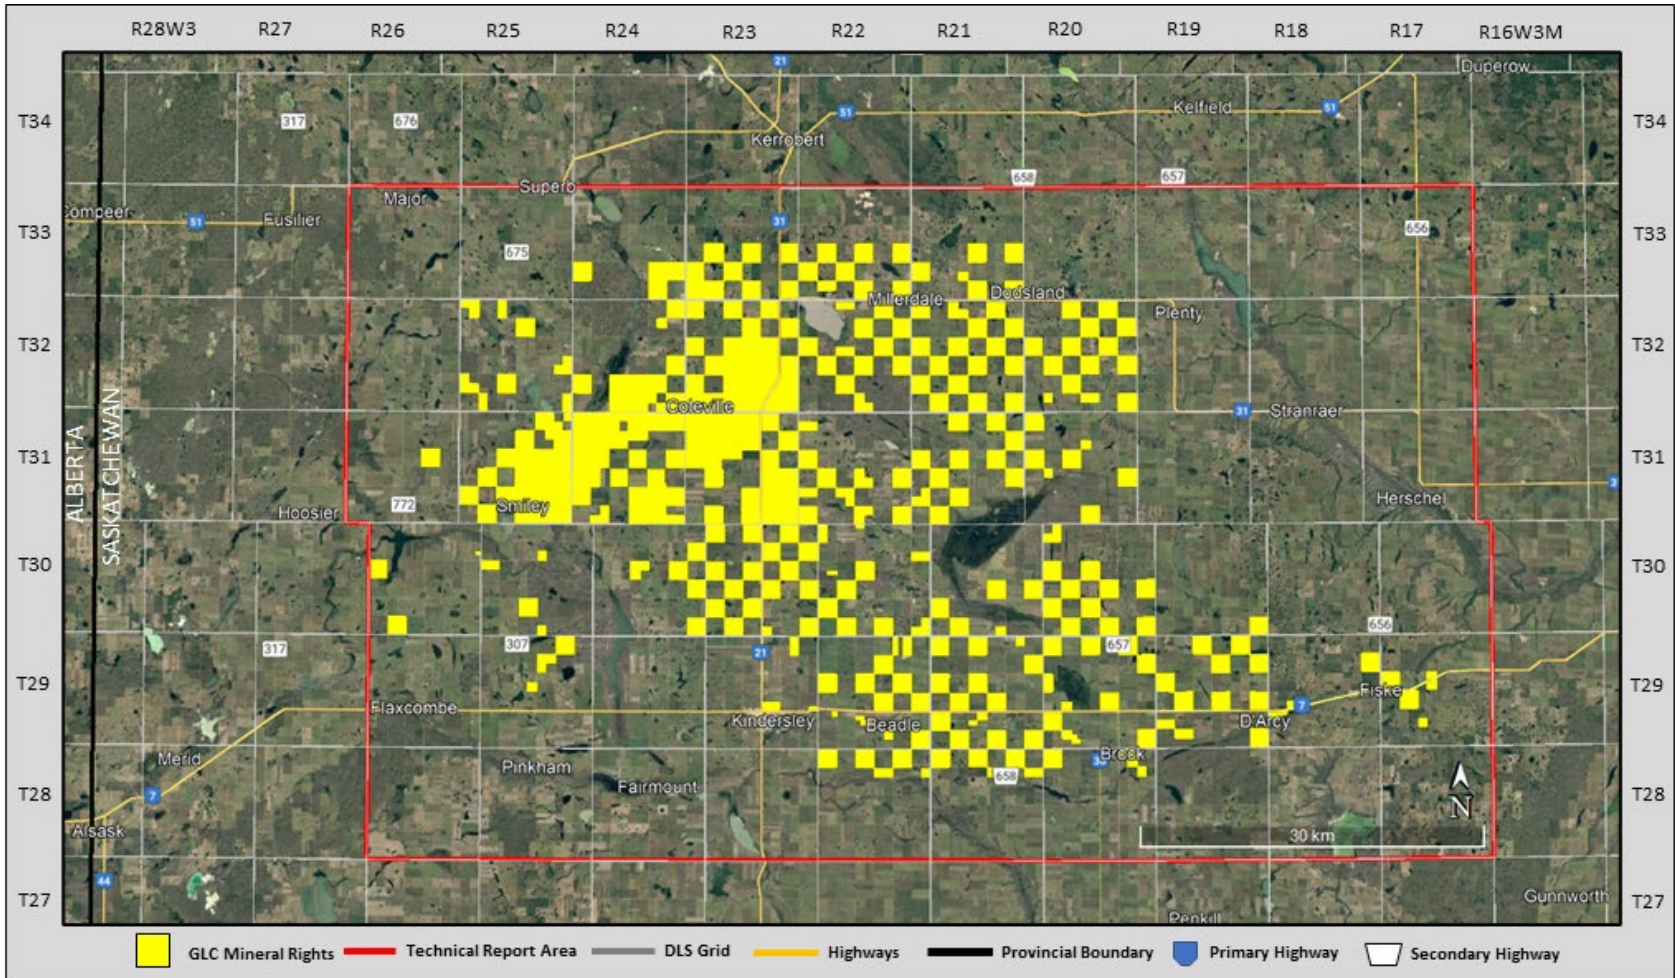 R28W3 R27 R26 R25 R24 R23 R22 R21 R20 R19 R18 R17 R16W3M
21
Duperow
T34 317 676 51 Kelfield 51 T34
Kerrobert
658 657
Superb
Major
Compeer 51 Fusilier 31 656
T33 T33
675
Millerdale Dodsland
Plenty
T32 T32
Coleville 31 Stranraer
ALBERTA
SASKATCHEWAN
T31 T31
Herschel
772 Smiley
Hoosier
T30 T30
656
317 307 21 657
T29 T29
Fiske
Flaxcombe 7
Kindersley Beadle D'Arcy
Brock
Merid Pinkham 658
Fairmount
T28 7 T28
N
Alsask 30 km
44
T27 Gunnworth T27
Penkill
GLC Mineral Rights Technical Report Area DLS Grid Highways Provincial Boundary Primary Highway Secondary Highway